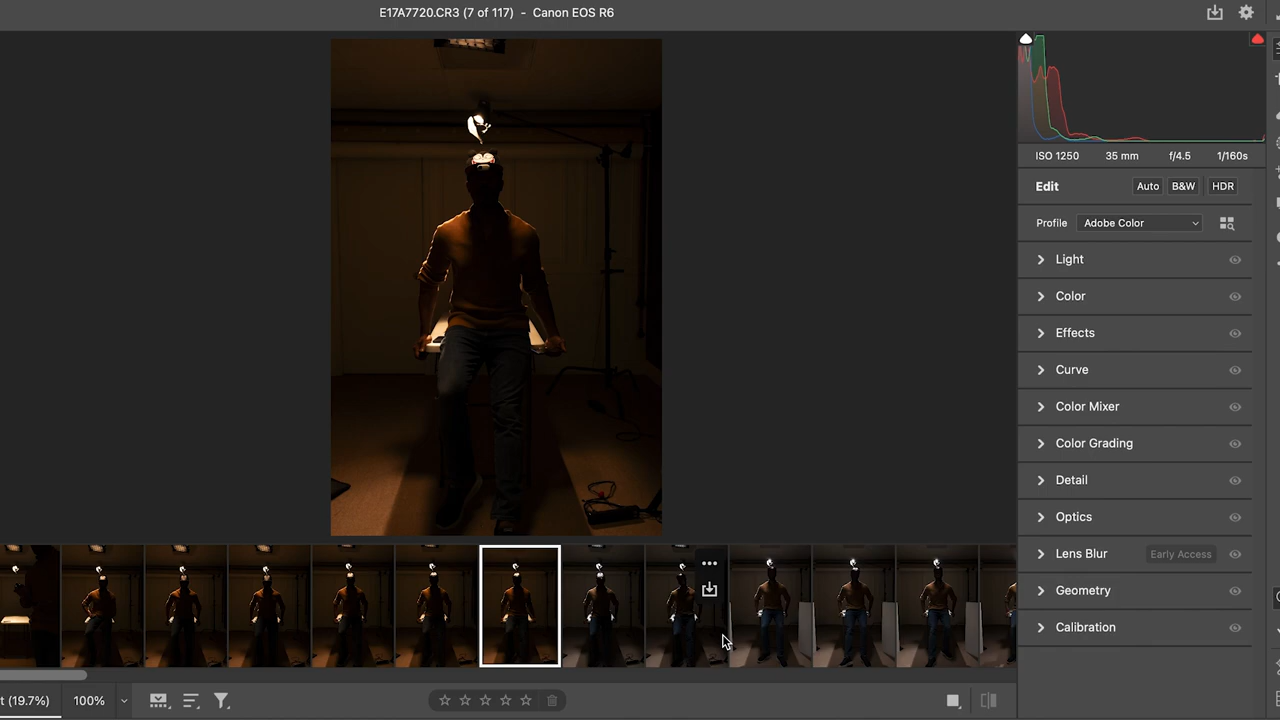 E17A7720.CR3 (7 of 117) - Canon EOS R6
ISO 1250 35 mm f/4.5 1/160s
Edit Auto B&W HDR
Profile Adobe Color
Light
Color
Effects
Curve
Color Mixer
Color Grading
Detail
Optics
Lens Blur Early Access
Geometry
Calibration
t (19.7%) 100%